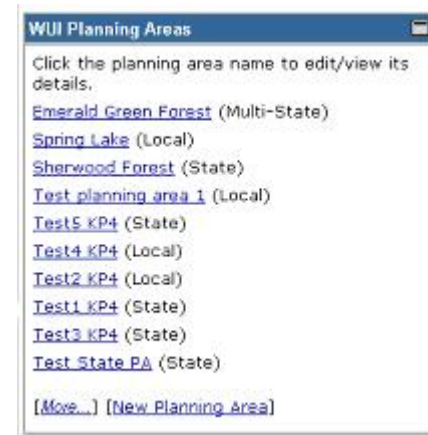 WUI Planning Areas
Click the planning area name to edit/view its
details.
Emerald Green Forest (Multi-State)
Spring Lake (Local)
Sherwood Forest (State)
Test planning area 1 (Local)
Test5 KP4 (State)
Test4 KP4 (Local)
Test2 KP4 (Local)
Test1 KP4 (State)
Test3 KP4 (State)
Test State PA (State)
[More...] [New Planning Area]